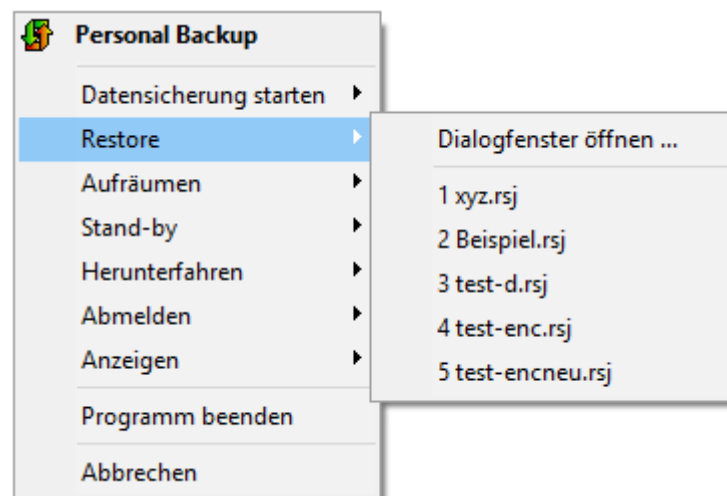 Personal Backup
Datensicherung starten
Restore
Aufräumen
Stand-by
Herunterfahren
Abmelden
Anzeigen
Programm beenden
Abbrechen
Dialogfenster öffnen ...
1 xyz.rsj
2 Beispiel.rsj
3 test-d.rsj
4 test-enc.rsj
5 test-encneu.rsj